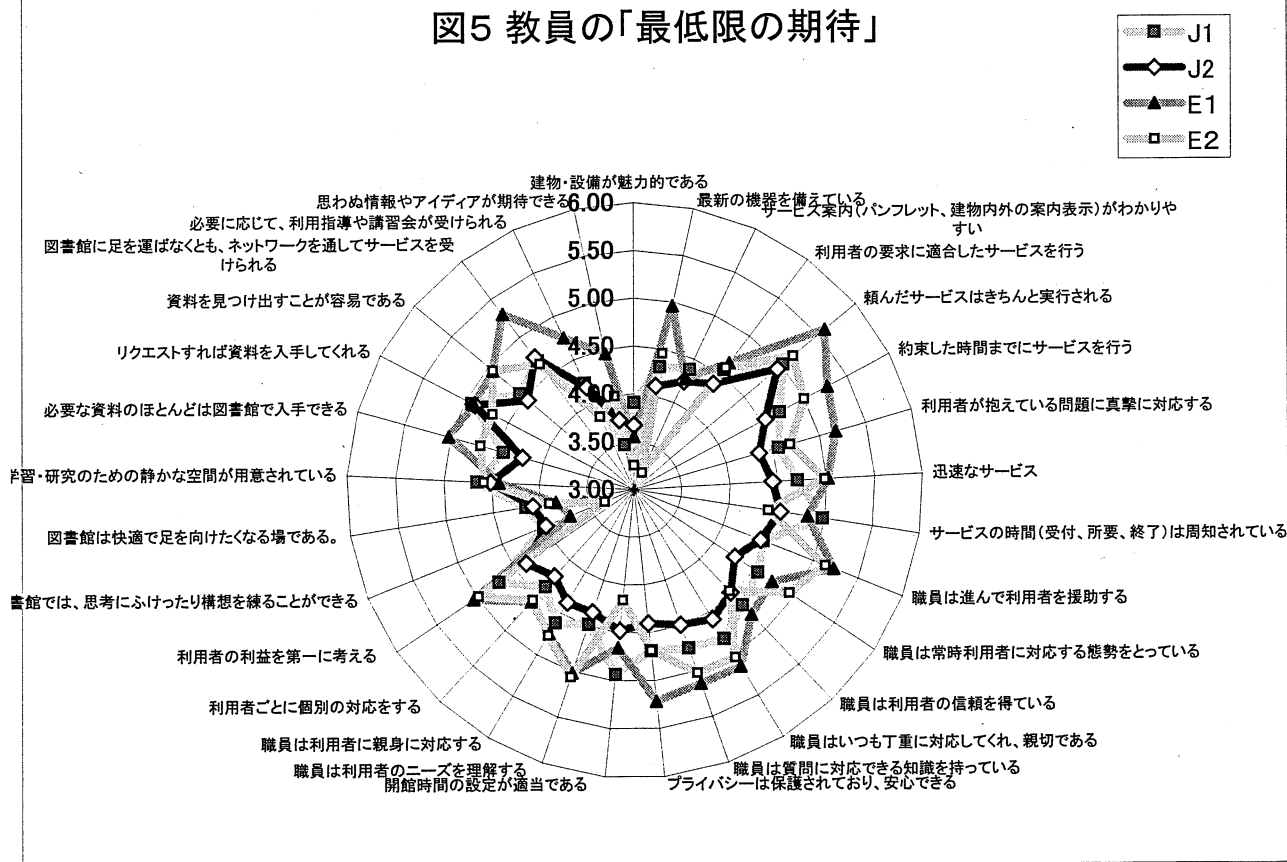 図5 教員の「最低限の期待」
J1
J2
E1
E2
建物・設備が魅力的である
最新の機器を備えている
サービス案内(パンフレット、建物内外の案内表示)がわかりや
すい
利用者の要求に適合したサービスを行う
頼んだサービスはきちんと実行される
約束した時間までにサービスを行う
利用者が抱えている問題に真摯に対応する
迅速なサービス
サービスの時間(受付、所要、終了)は周知されている
職員は進んで利用者を援助する
職員は常時利用者に対応する態勢をとっている
職員は利用者の信頼を得ている
職員はいつも丁重に対応してくれ、親切である
職員は質問に対応できる知識を持っている
プライバシーは保護されており、安心できる
開館時間の設定が適当である
職員は利用者のニーズを理解する
職員は利用者に親身に対応する
利用者ごとに個別の対応をする
利用者の利益を第一に考える
書館では、思考にふけったり構想を練ることができる
図書館は快適で足を向けたくなる場である。
学習・研究のための静かな空間が用意されている
必要な資料のほとんどは図書館で入手できる
リクエストすれば資料を入手してくれる
資料を見つけ出すことが容易である
図書館に足を運ばなくとも、ネットワークを通してサービスを受
けられる
必要に応じて、利用指導や講習会が受けられる
思わぬ情報やアイディアが期待できる
6.00
5.50
5.00
4.50
4.00
3.50
3.00